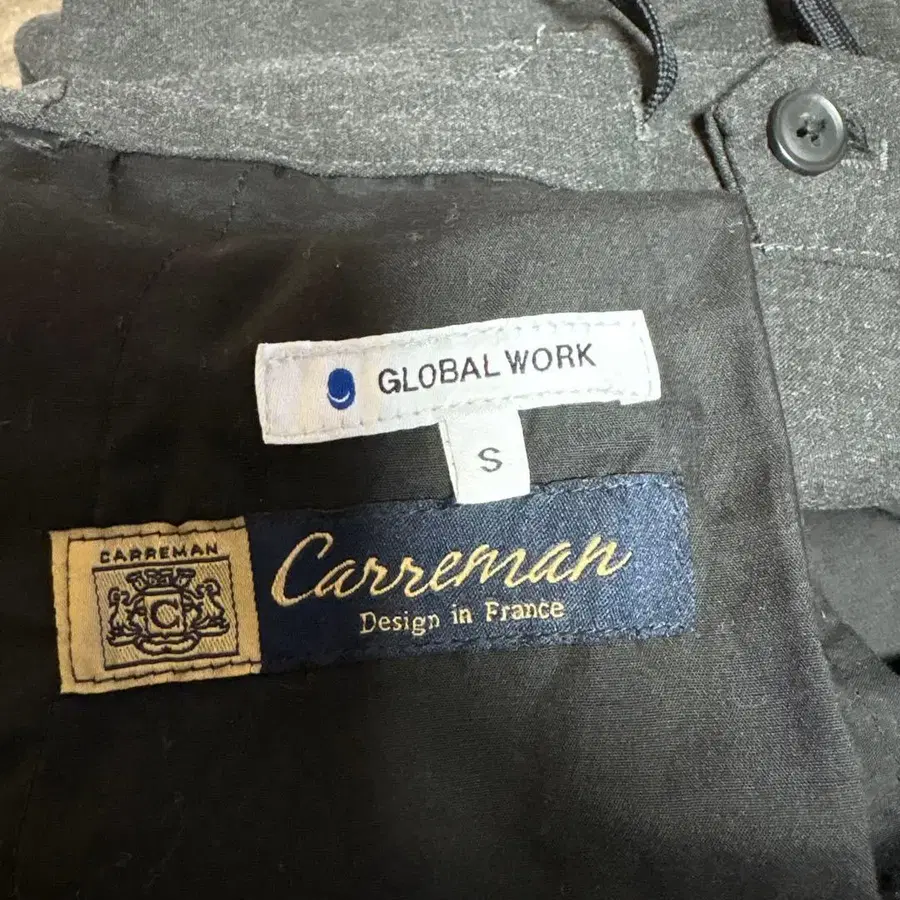 GLOBAL WORK
S
CARREMAN
C
Carreman
Design in France